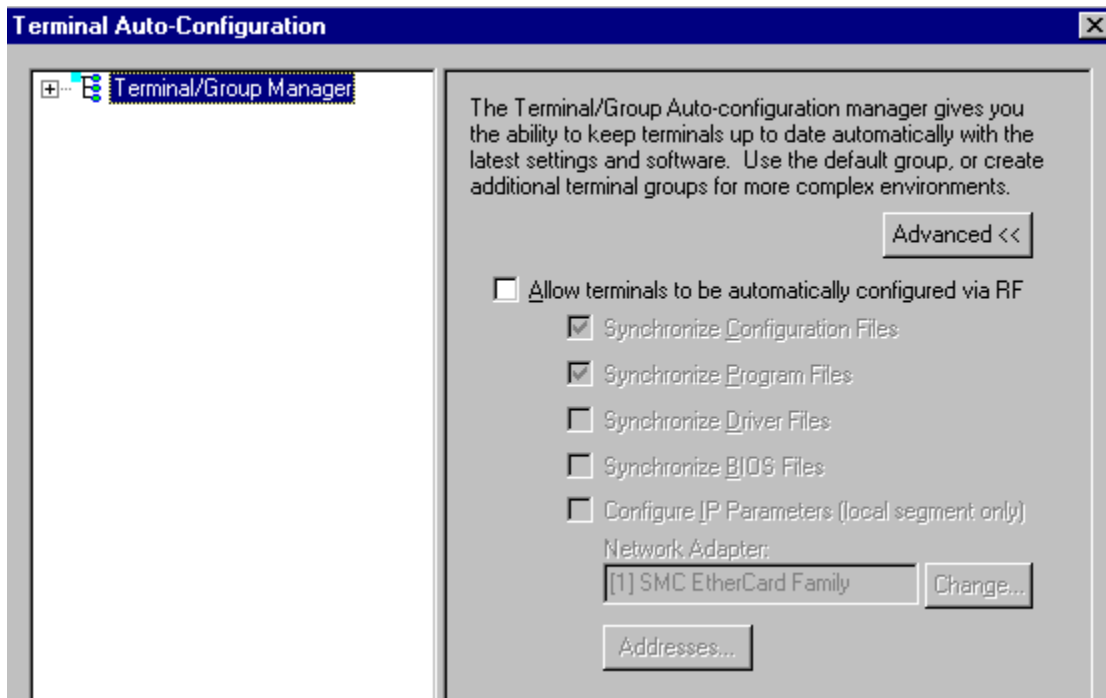 Terminal Auto-Configuration
Terminal/Group Manager
The Terminal/Group Auto-configuration manager gives you
the ability to keep terminals up to date automatically with the
latest settings and software.  Use the default group, or create
additional terminal groups for more complex environments.
Advanced <<
Allow terminals to be automatically configured via RF
Synchronize Configuration Files
Synchronize Program Files
Synchronize Driver Files
Synchronize BIOS Files
Configure IP Parameters (local segment only)
Network Adapter:
[1] SMC EtherCard Family
Change...
Addresses...